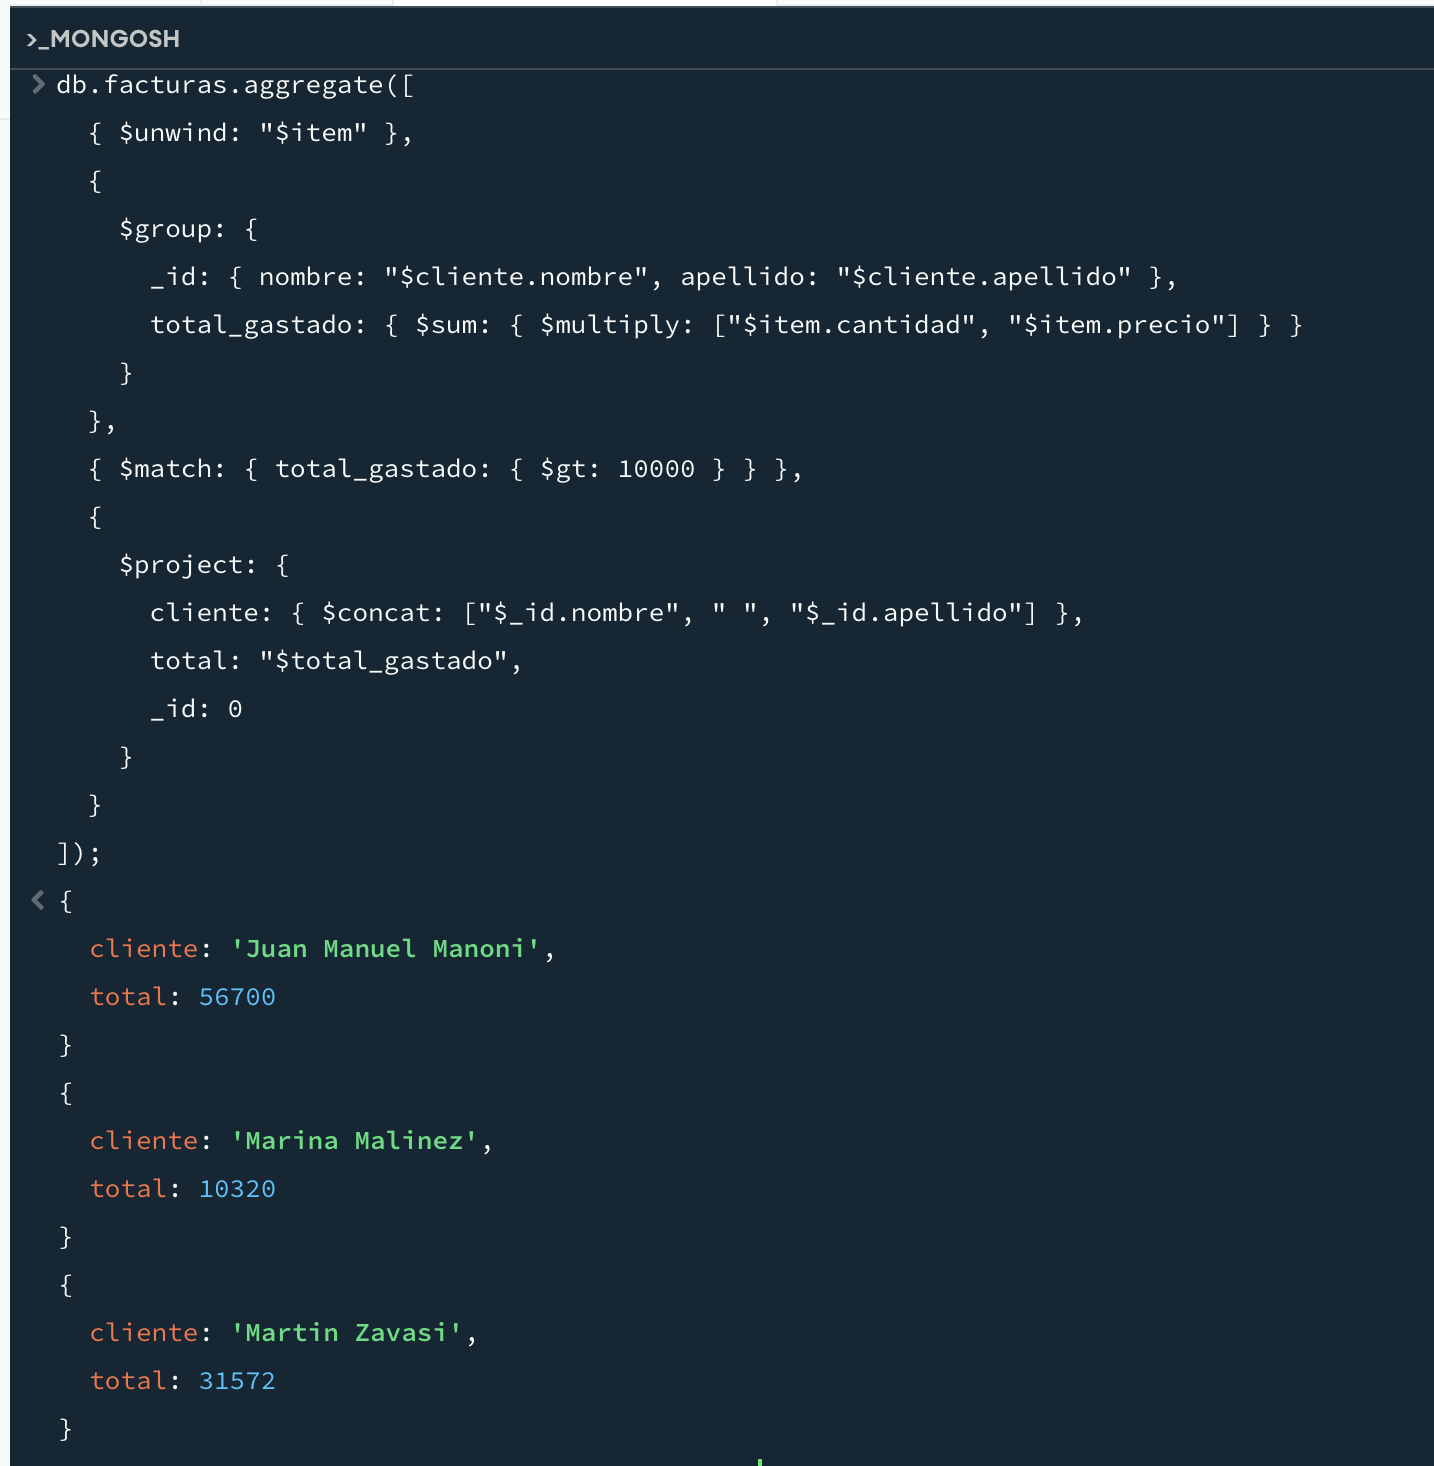 >_MONGOSH
> db.facturas.aggregate([
{ $unwind: "$item" },
{
$group: {
_id: { nombre: "$cliente.nombre", apellido: "$cliente.apellido" },
total_gastado: { $sum: { $multiply: ["$item.cantidad", "$item.precio"] } }
}
},
{ $match: { total_gastado: { $gt: 10000 } } },
{
$project: {
cliente: { $concat: ["$_id.nombre", " ", "$_id.apellido"] },
total: "$total_gastado",
_id: 0
}
}
]);
< {
cliente: 'Juan Manuel Manoni',
total: 56700
}
{
cliente: 'Marina Malinez',
total: 10320
}
{
cliente: 'Martin Zavasi',
total: 31572
}